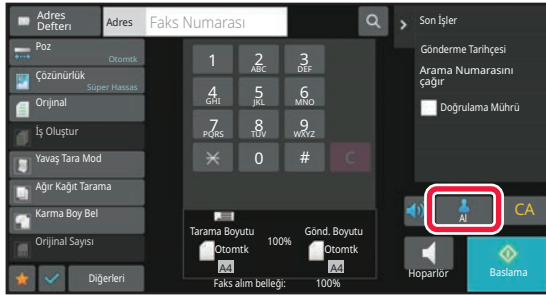 Adres
Defteri
Adres
Faks Numarası
Son İşler
Poz
Otomtk
Çözünürlük
Süper Hassas
Orijinal
İş Oluştur
Yavaş Tara Mod
Ağır Kağıt Tarama
Karma Boy Bel
Orijinal Sayısı
Diğerleri
1
2
ABC
3
DEF
4
GHI
5
JKL
6
MNO
7
PQRS
8
TUV
9
WXYZ
0
#
C
Tarama Boyutu
Otomtk
A4
100%
Gönd. Boyutu
Otomtk
A4
Faks alım belleği: 100%
Gönderme Tarihçesi
Arama Numarasını
çağır
Doğrulama Mührü
Al
CA
Hoparlör
Başlama